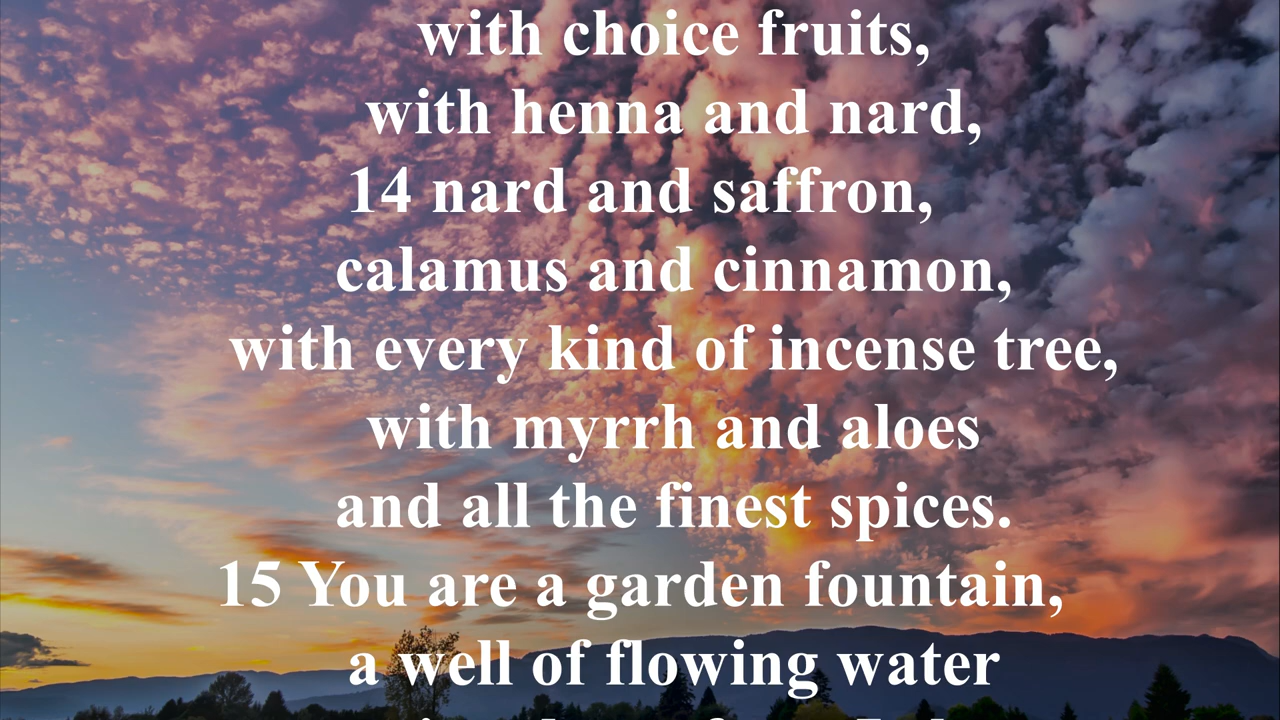 with choice fruits,
with henna and nard,
14 nard and saffron,
calamus and cinnamon,
with every kind of incense tree,
with myrrh and aloes
and all the finest spices.
15 You are a garden fountain,
a well of flowing water